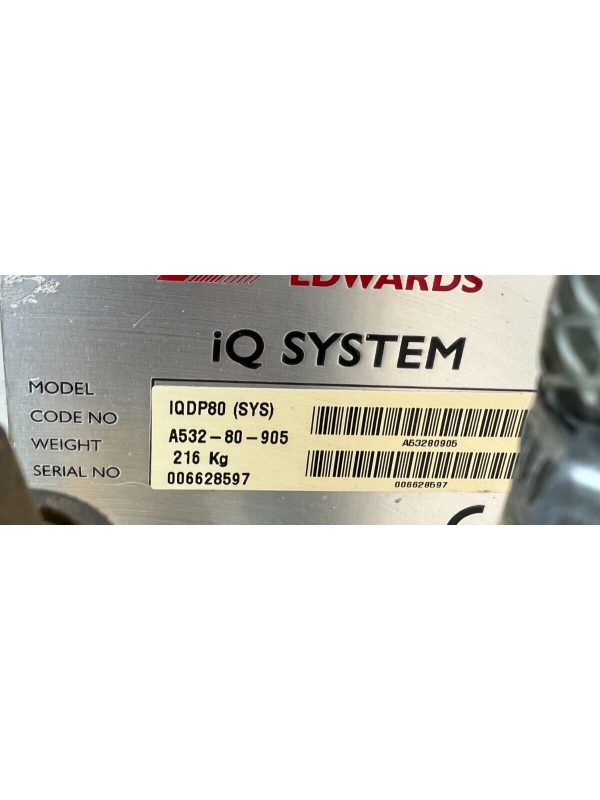 EDWARDS
iQ SYSTEM
MODEL IQDP80 (SYS)
CODE NO A532-80-905
A53280905
WEIGHT 216 Kg
SERIAL NO 006628597
006628597